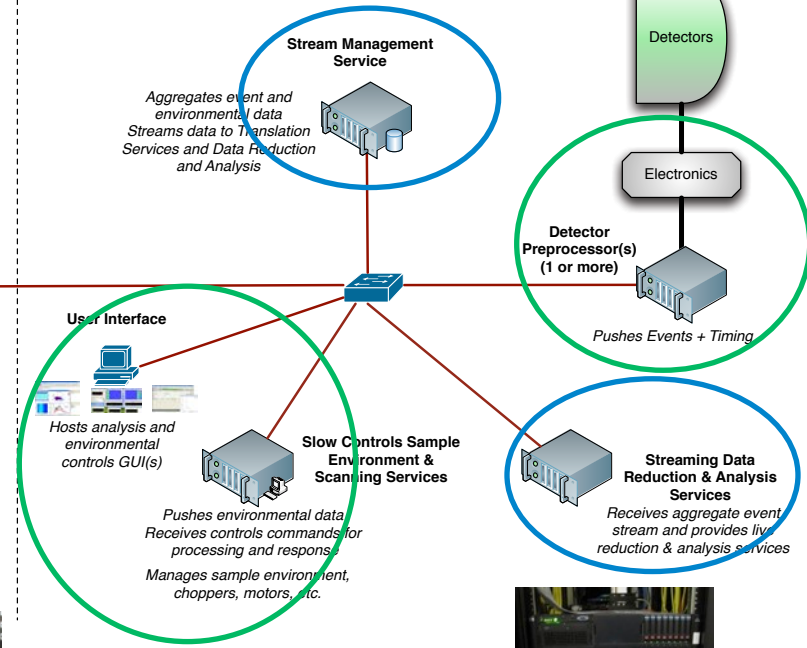 Detectors
Stream Management
Service
Aggregates event and
environmental data
Streams data to Translation
Services and Data Reduction
and Analysis
Electronics
Detector
Preprocessor(s)
(1 or more)
Pushes Events + Timing
User Interface
Hosts analysis and
environmental
controls GUI(s)
Slow Controls Sample
Environment &
Scanning Services
Pushes environmental data
Receives controls commands for
processing and response
Manages sample environment,
choppers, motors, etc.
Streaming Data
Reduction & Analysis
Services
Receives aggregate event
stream and provides live
reduction & analysis services